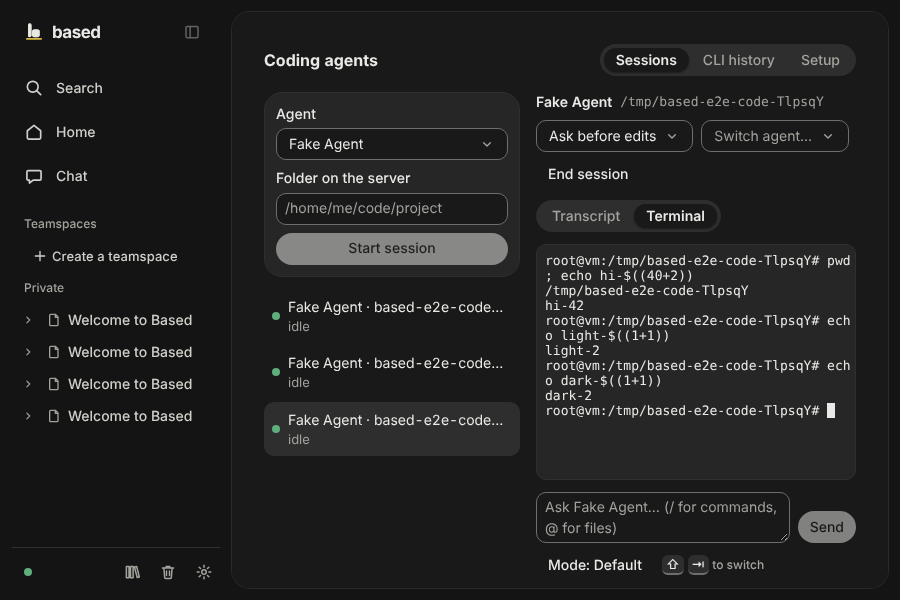 based
Search
Home
Chat
Teamspaces
Create a teamspace
Private
Welcome to Based
Welcome to Based
Welcome to Based
Welcome to Based
Coding agents
Sessions
CLI history
Setup
Agent
Fake Agent
Folder on the server
/home/me/code/project
Start session
Fake Agent · based-e2e-code...
idle
Fake Agent · based-e2e-code...
idle
Fake Agent · based-e2e-code...
idle
Fake Agent /tmp/based-e2e-code-TlpsqY
Ask before edits
Switch agent...
End session
Transcript
Terminal
root@vm:/tmp/based-e2e-code-TlpsqY# pwd
; echo hi-$((40+2))
/tmp/based-e2e-code-TlpsqY
hi-42
root@vm:/tmp/based-e2e-code-TlpsqY# ech
o light-$((1+1))
light-2
root@vm:/tmp/based-e2e-code-TlpsqY# ech
o dark-$((1+1))
dark-2
root@vm:/tmp/based-e2e-code-TlpsqY#
Ask Fake Agent... (/ for commands,
@ for files)
Send
Mode: Default
to switch